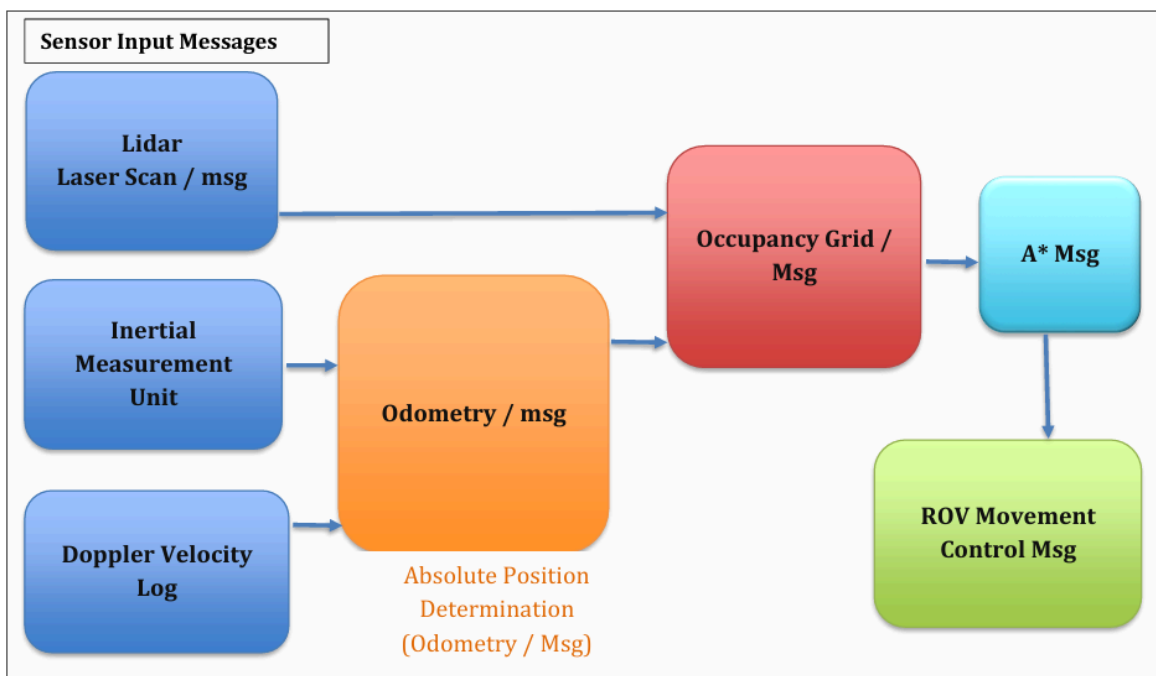 Sensor Input Messages
Lidar
Laser Scan / msg
Inertial
Measurement
Unit
Doppler Velocity
Log
Odometry / msg
Absolute Position
Determination
(Odometry / Msg)
Occupancy Grid /
Msg
A* Msg
ROV Movement
Control Msg